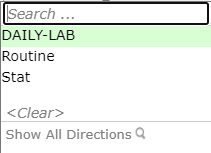 Search ...
DAILY-LAB
Routine
Stat
<Clear>
Show All Directions